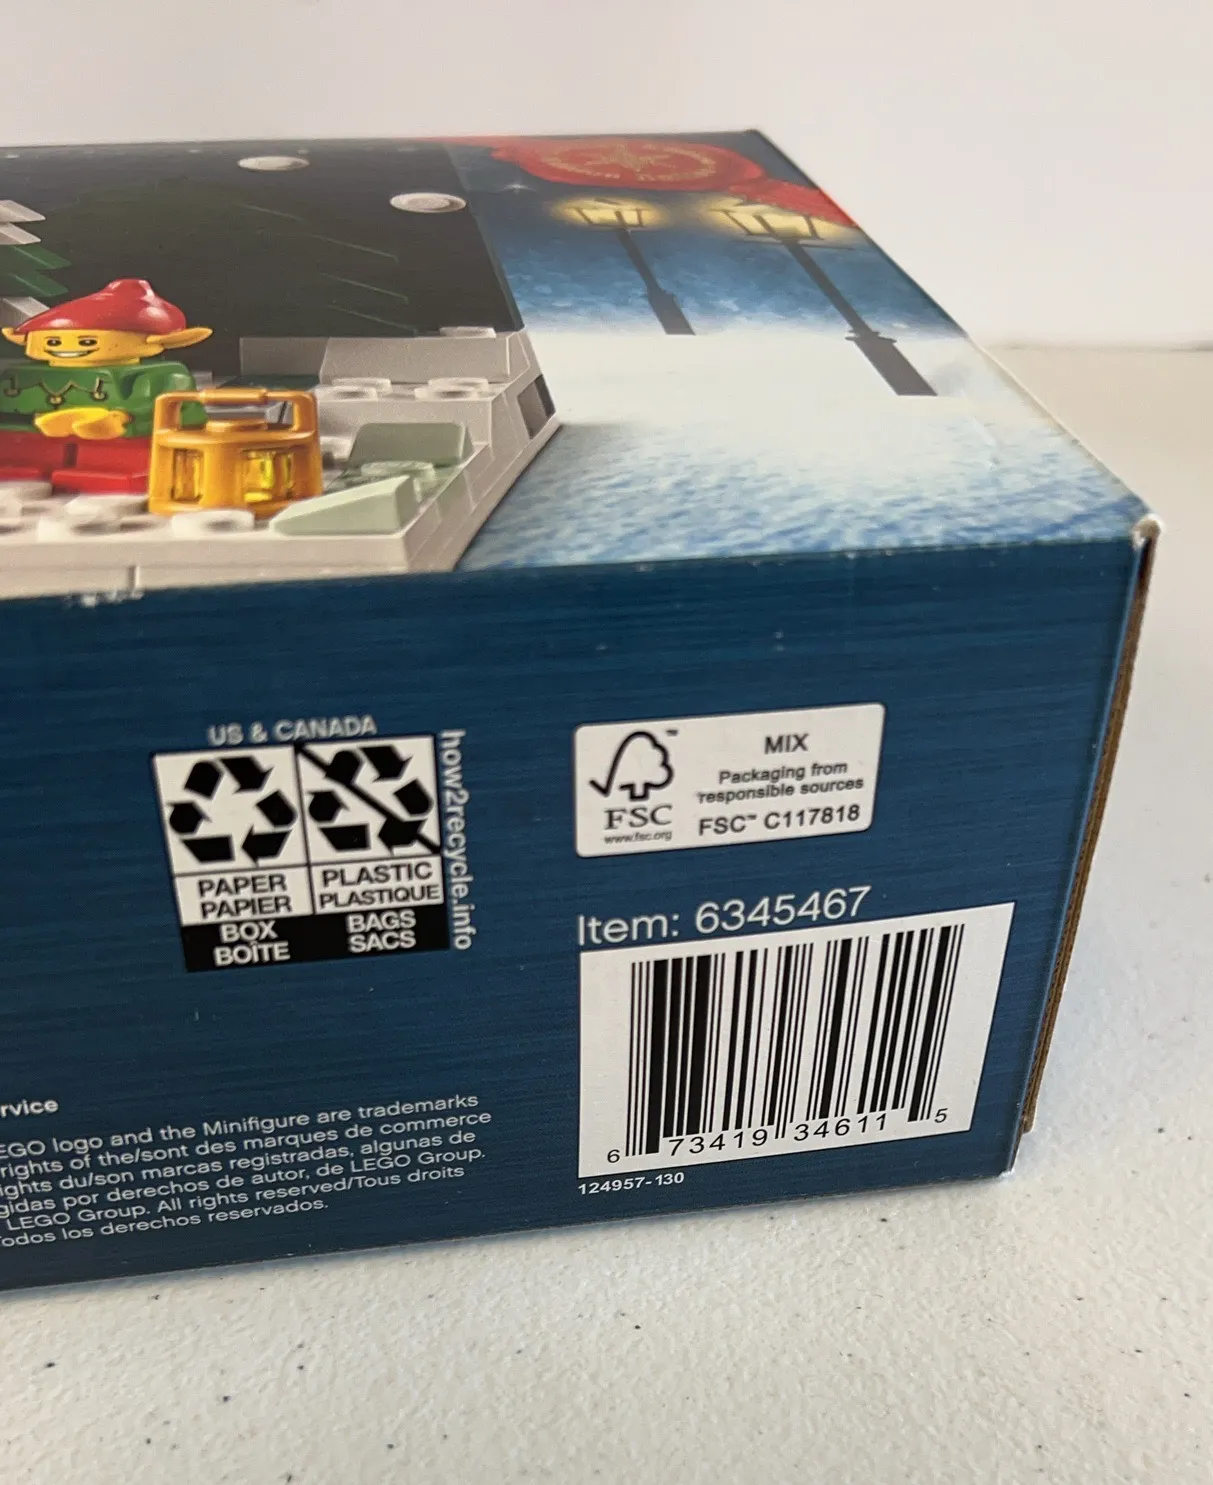 US & CANADA
PAPER
PAPIER
BOX
BOÎTE
PLASTIC
PLASTIQUE
BAGS
SACS
how2recycle.info
FSC
www.fsc.org
MIX
Packaging from
responsible sources
FSC™ C117818
Item: 6345467
6 73419 34611 5
124957-130
rvice
EGO logo and the Minifigure are trademarks
rights of the/sont des marques de commerce
ights du/son marcas registradas, algunas de
gidas por derechos de autor, de LEGO Group.
LEGO Group. All rights reserved/Tous droits
odos los derechos reservados.